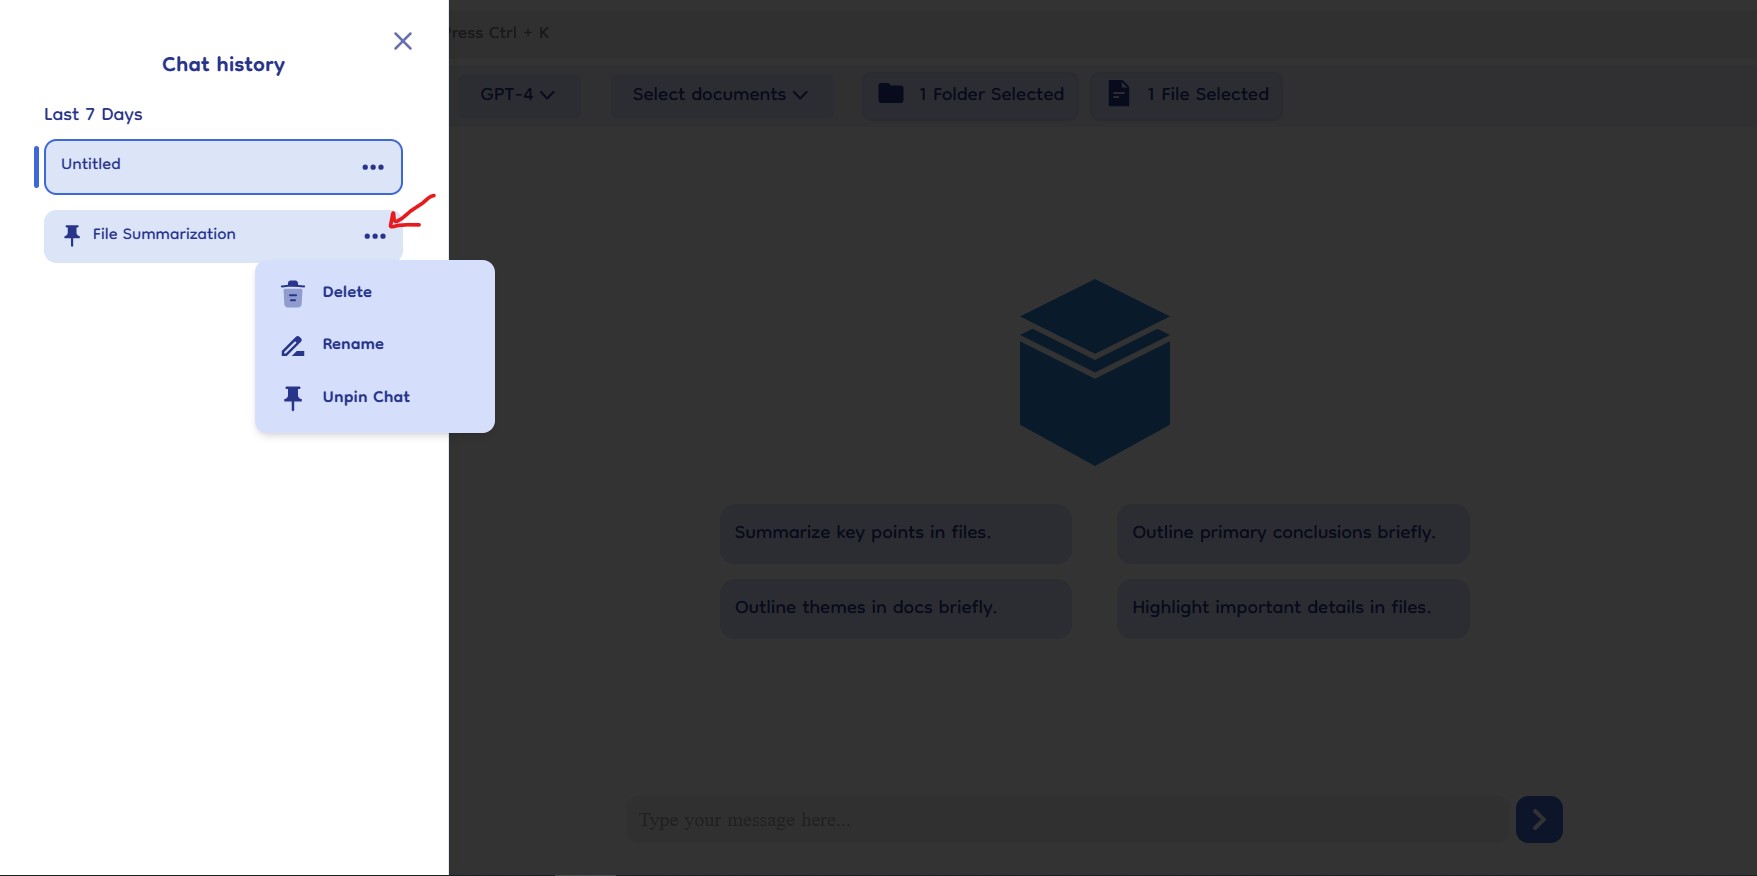 Chat history
Last 7 Days
Untitled
File Summarization
Delete
Rename
Unpin Chat
Press Ctrl + K
GPT-4
Select documents
1 Folder Selected
1 File Selected
Summarize key points in files.
Outline primary conclusions briefly.
Outline themes in docs briefly.
Highlight important details in files.
Type your message here...